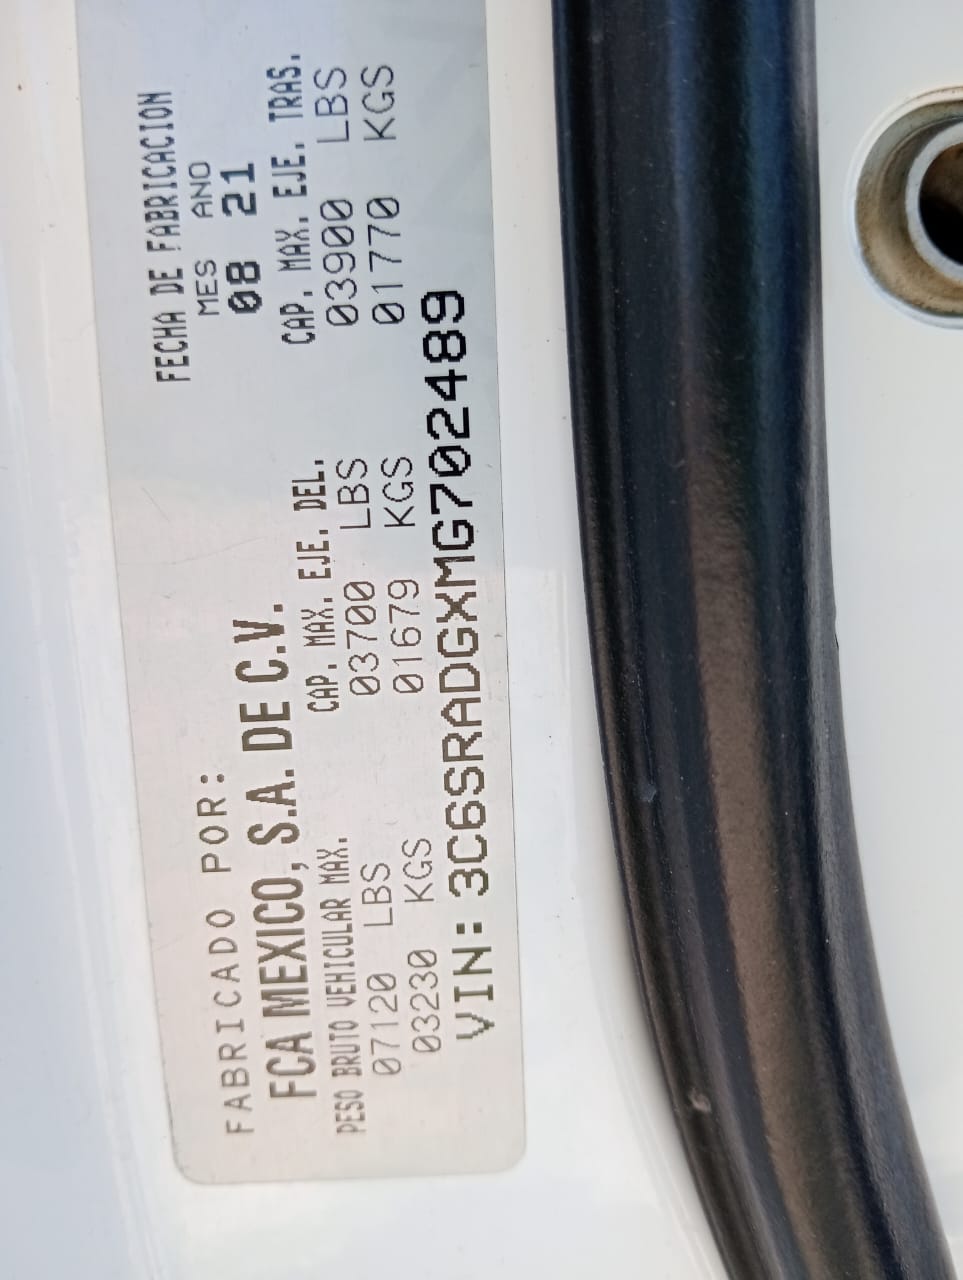 FABRICADO POR:
FECHA DE FABRICACION
MES ANO
08 21
FCA MEXICO, S.A. DE C.V.
PESO BRUTO VEHICULAR MAX. CAP. MAX. EJE. DEL. CAP. MAX. EJE. TRAS.
07120 LBS 03700 LBS 03900 LBS
03230 KGS 01679 KGS 01770 KGS
VIN: 3C6SRADGXMG702489